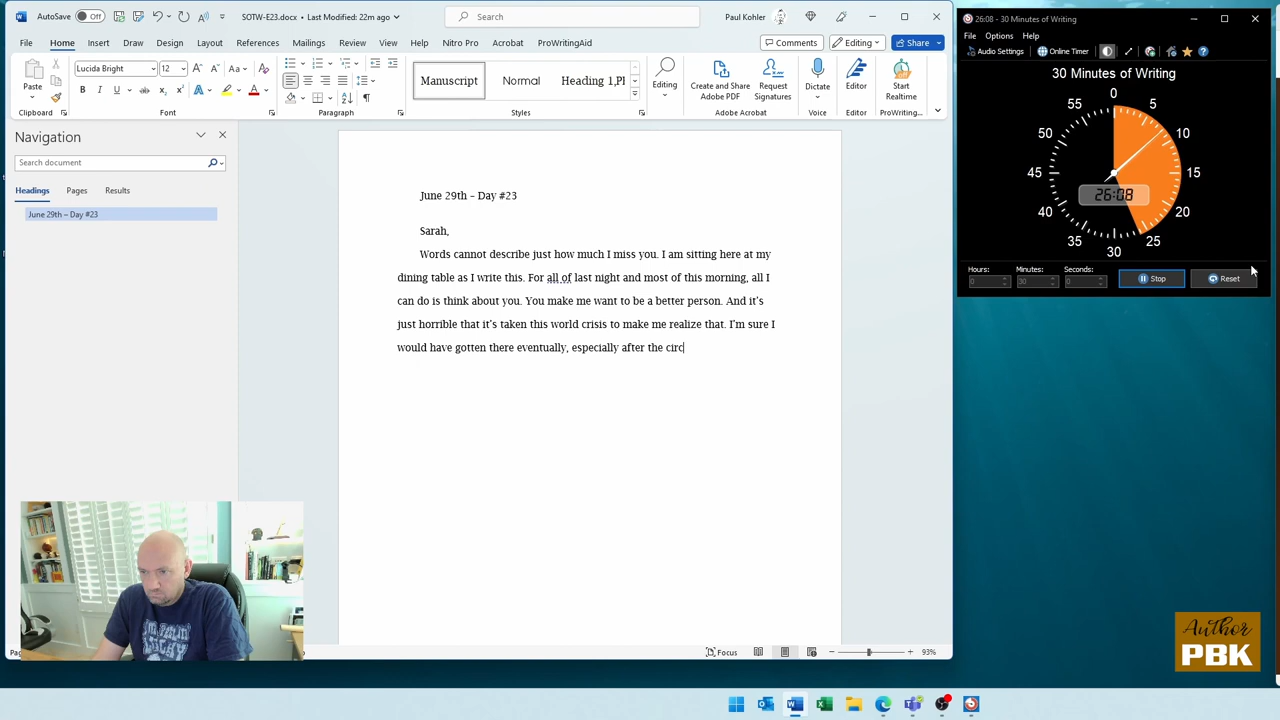 SOTW-E23.docx • Last Modified: 22m ago
Search
Paul Kohler
AutoSave
Off
File
Home
Insert
Draw
Design
Mailings
Review
View
Help
Nitro Pro
Acrobat
ProWritingAid
Comments
Editing
Share
Paste
Lucida Bright
12
Manuscript
Normal
Heading 1,Pl
Editing
Create and Share Adobe PDF
Request Signatures
Dictate
Editor
Start Realtime
Clipboard
Font
Paragraph
Styles
Adobe Acrobat
Voice
Editor
ProWriting...
Navigation
Search document
Headings
Pages
Results
June 29th – Day #23
June 29th – Day #23
Sarah,
Words cannot describe just how much I miss you. I am sitting here at my
dining table as I write this. For all of last night and most of this morning, all I
can do is think about you. You make me want to be a better person. And it's
just horrible that it's taken this world crisis to make me realize that. I'm sure I
would have gotten there eventually, especially after the circ
Focus
93%
26:08 - 30 Minutes of Writing
File
Options
Help
Audio Settings
Online Timer
30 Minutes of Writing
0
55
5
50
10
45
15
40
20
35
25
30
26:08
Hours:
Minutes:
Seconds:
0
30
0
Stop
Reset
Author
PBK